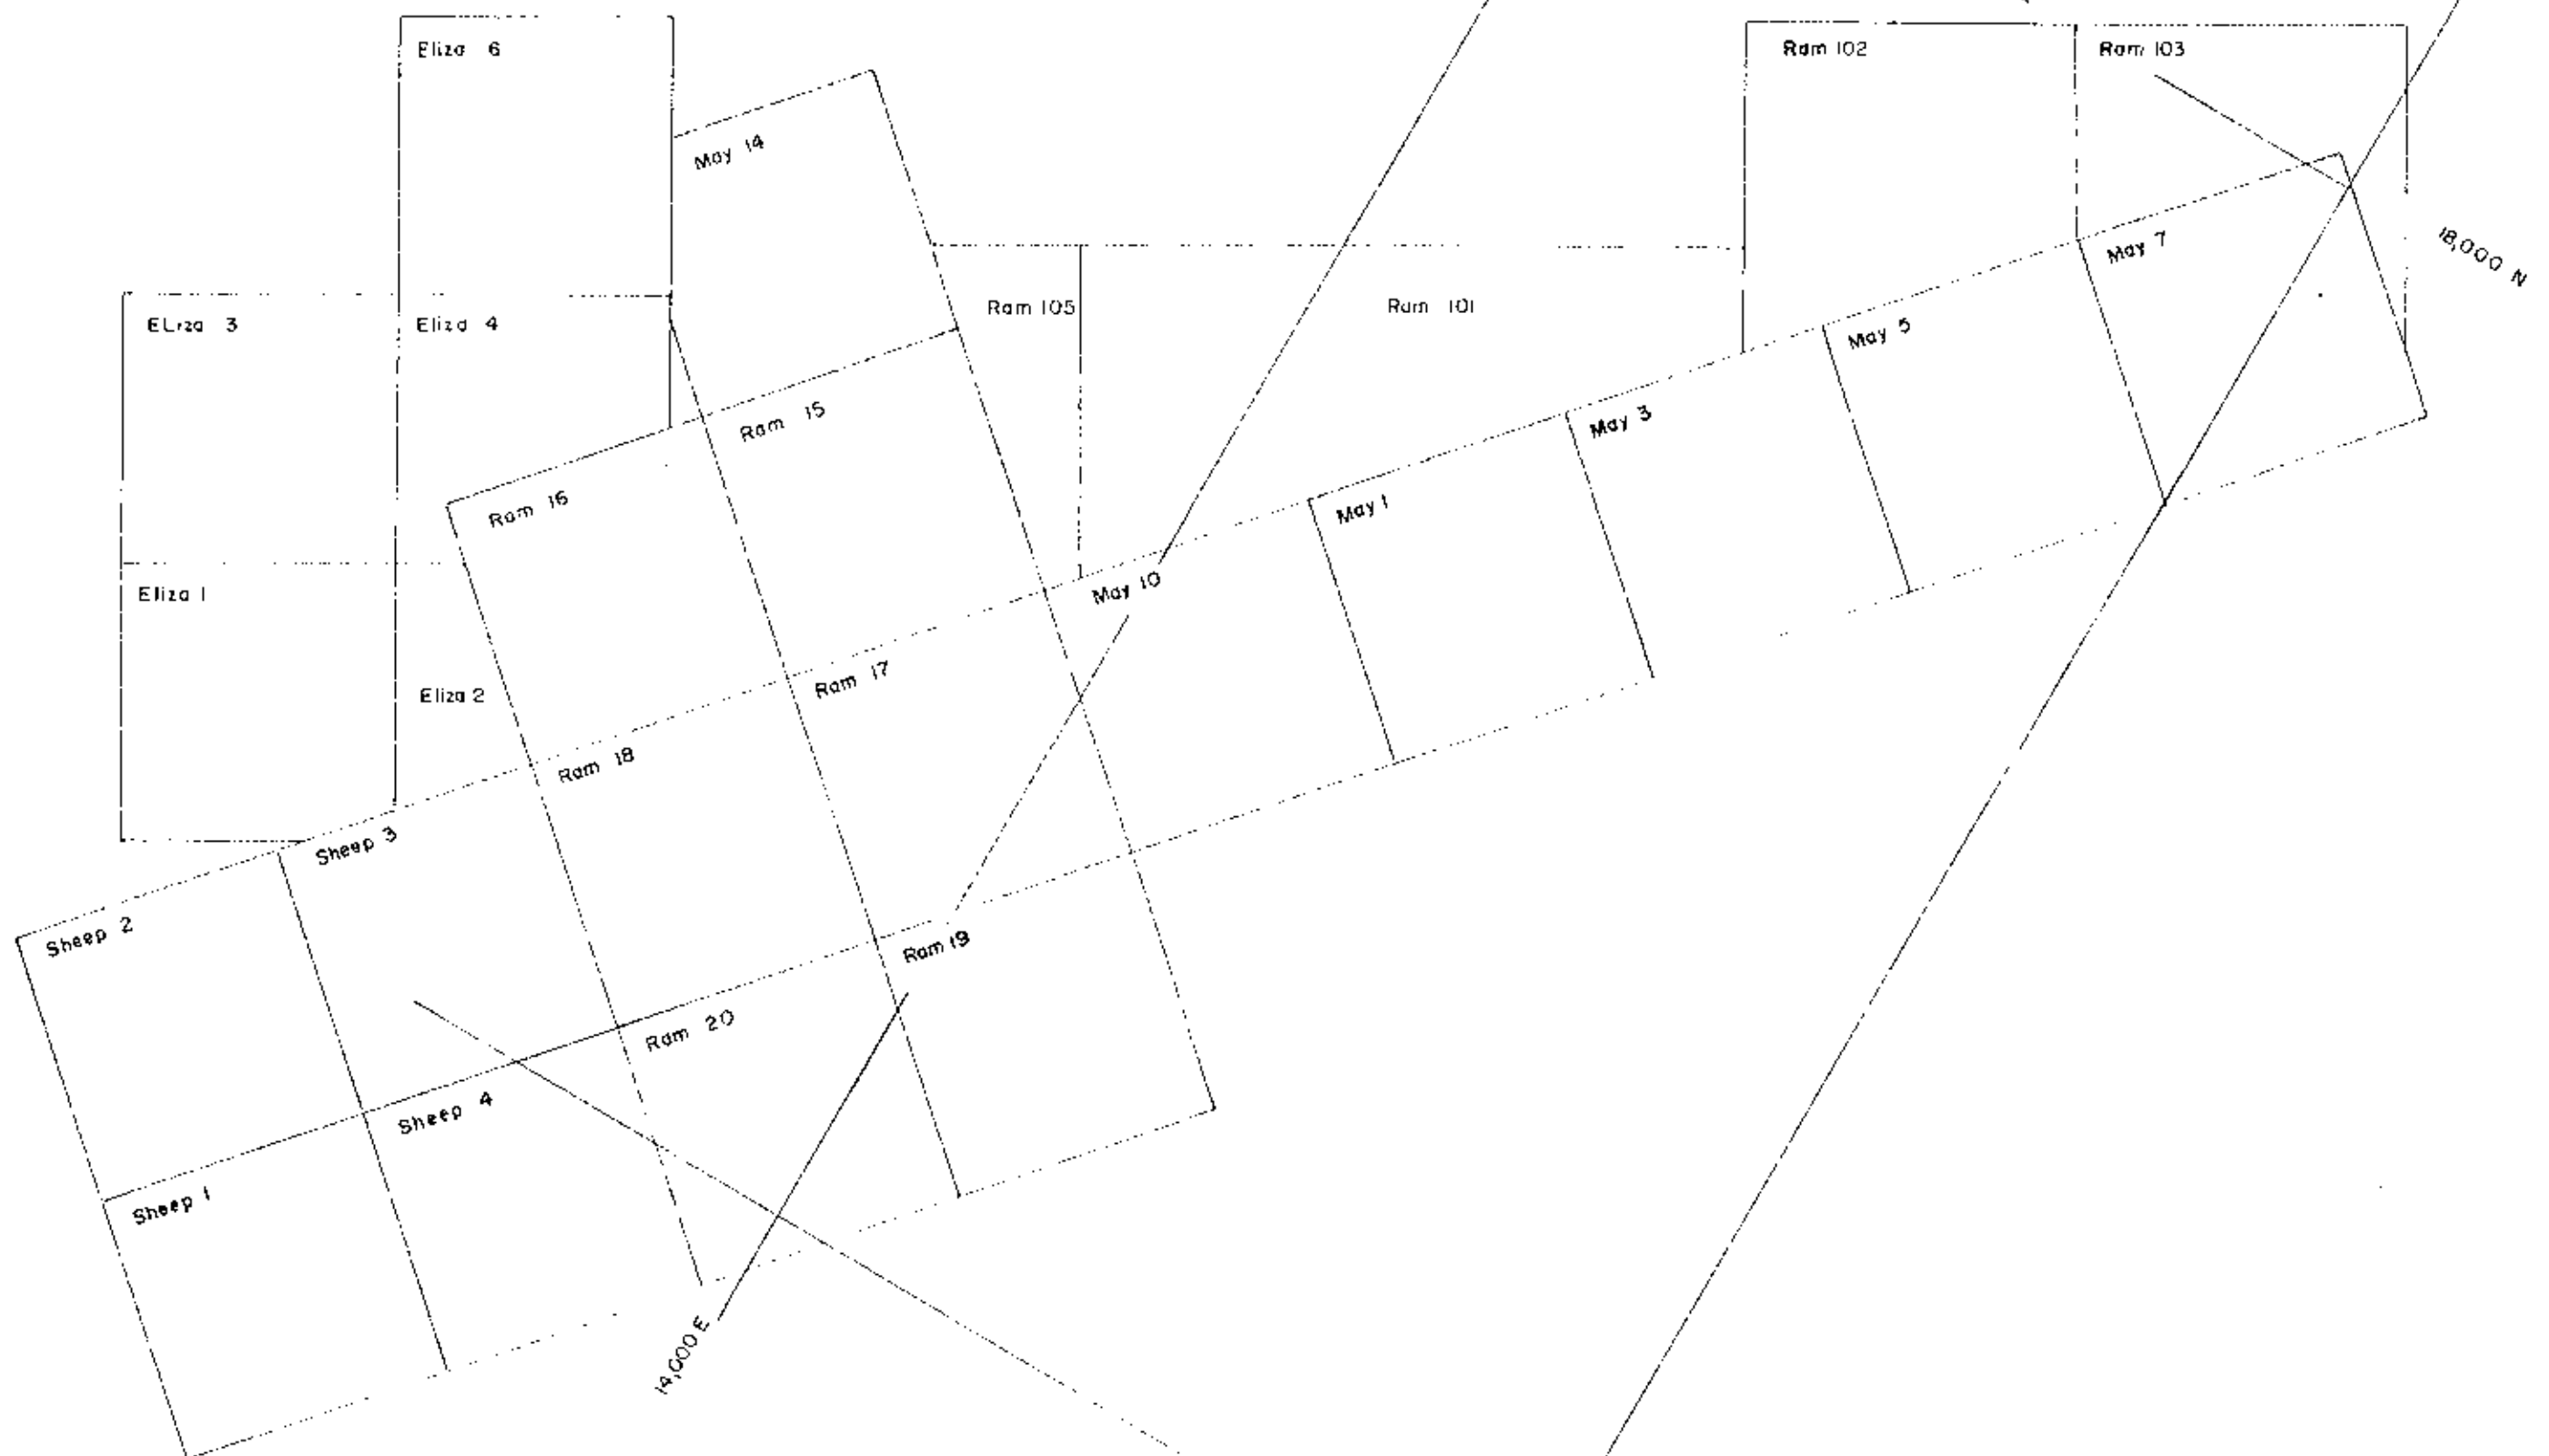 Eliza 6
Ram 102
Ram 103
May 14
May 7
18,000 N
Ram 105
Ram 101
ELiza 3
Eliza 4
May 5
Ram 15
May 3
Ram 16
May 1
May 10
Eliza 1
Ram 17
Eliza 2
Ram 18
Sheep 3
Sheep 2
Ram 19
Ram 20
Sheep 4
Sheep 1
14,000 E